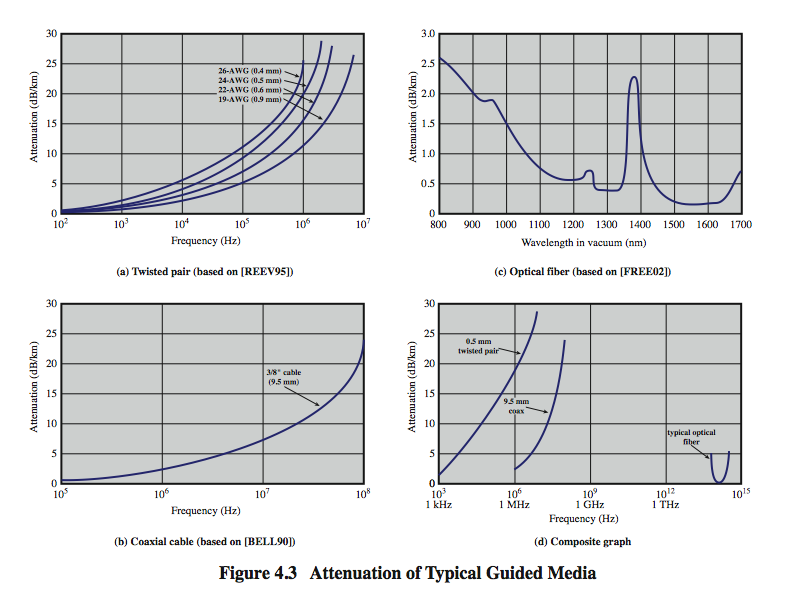 30
25
20
15
10
5
0
Attenuation (dB/km)
26-AWG (0.4 mm)
24-AWG (0.5 mm)
22-AWG (0.6 mm)
19-AWG (0.9 mm)
10² 10³ 10⁴ 10⁵ 10⁶ 10⁷
Frequency (Hz)
(a) Twisted pair (based on [REEV95])
3.0
2.5
2.0
1.5
1.0
0.5
0
Attenuation (dB/km)
800 900 1000 1100 1200 1300 1400 1500 1600 1700
Wavelength in vacuum (nm)
(c) Optical fiber (based on [FREE02])
30
25
20
15
10
5
0
Attenuation (dB/km)
3/8" cable
(9.5 mm)
10⁵ 10⁶ 10⁷ 10⁸
Frequency (Hz)
(b) Coaxial cable (based on [BELL90])
30
25
20
15
10
5
0
Attenuation (dB/km)
0.5 mm
twisted pair
9.5 mm
coax
typical optical
fiber
10³ 10⁶ 10⁹ 10¹² 10¹⁵
1 kHz 1 MHz 1 GHz 1 THz
Frequency (Hz)
(d) Composite graph
Figure 4.3 Attenuation of Typical Guided Media